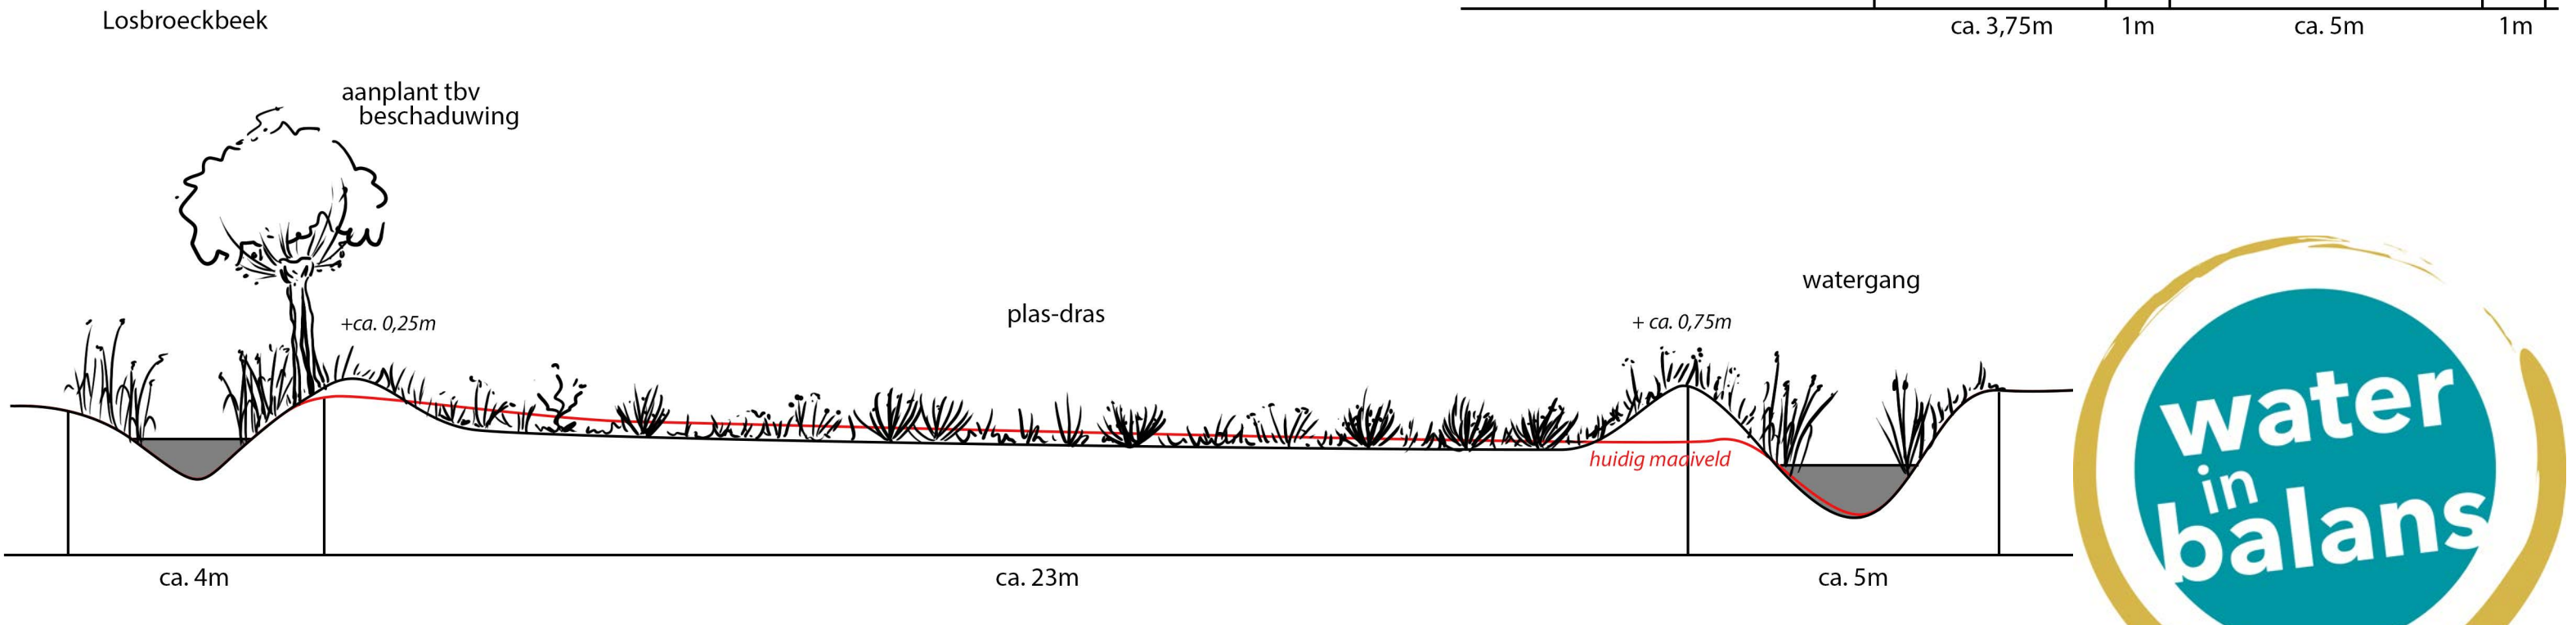 Losbroeckbeek
ca. 3,75m
1m
ca. 5m
1m
aanplant tbv
beschaduwing
+ca. 0,25m
plas-dras
+ ca. 0,75m
watergang
huidig maaiveld
ca. 4m
ca. 23m
ca. 5m
water
in
balans